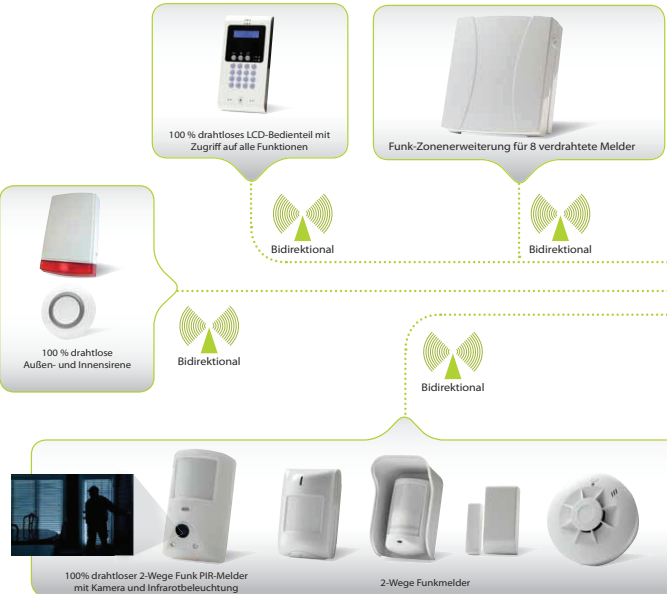 100 % drahtloses LCD-Bedienteil mit
Zugriff auf alle Funktionen
Funk-Zonenerweiterung für 8 verdrahtete Melder
Bidirektional
Bidirektional
100 % drahtlose
Außen- und Innensirene
Bidirektional
Bidirektional
100% drahtloser 2-Wege Funk PIR-Melder
mit Kamera und Infrarotbeleuchtung
2-Wege Funkmelder